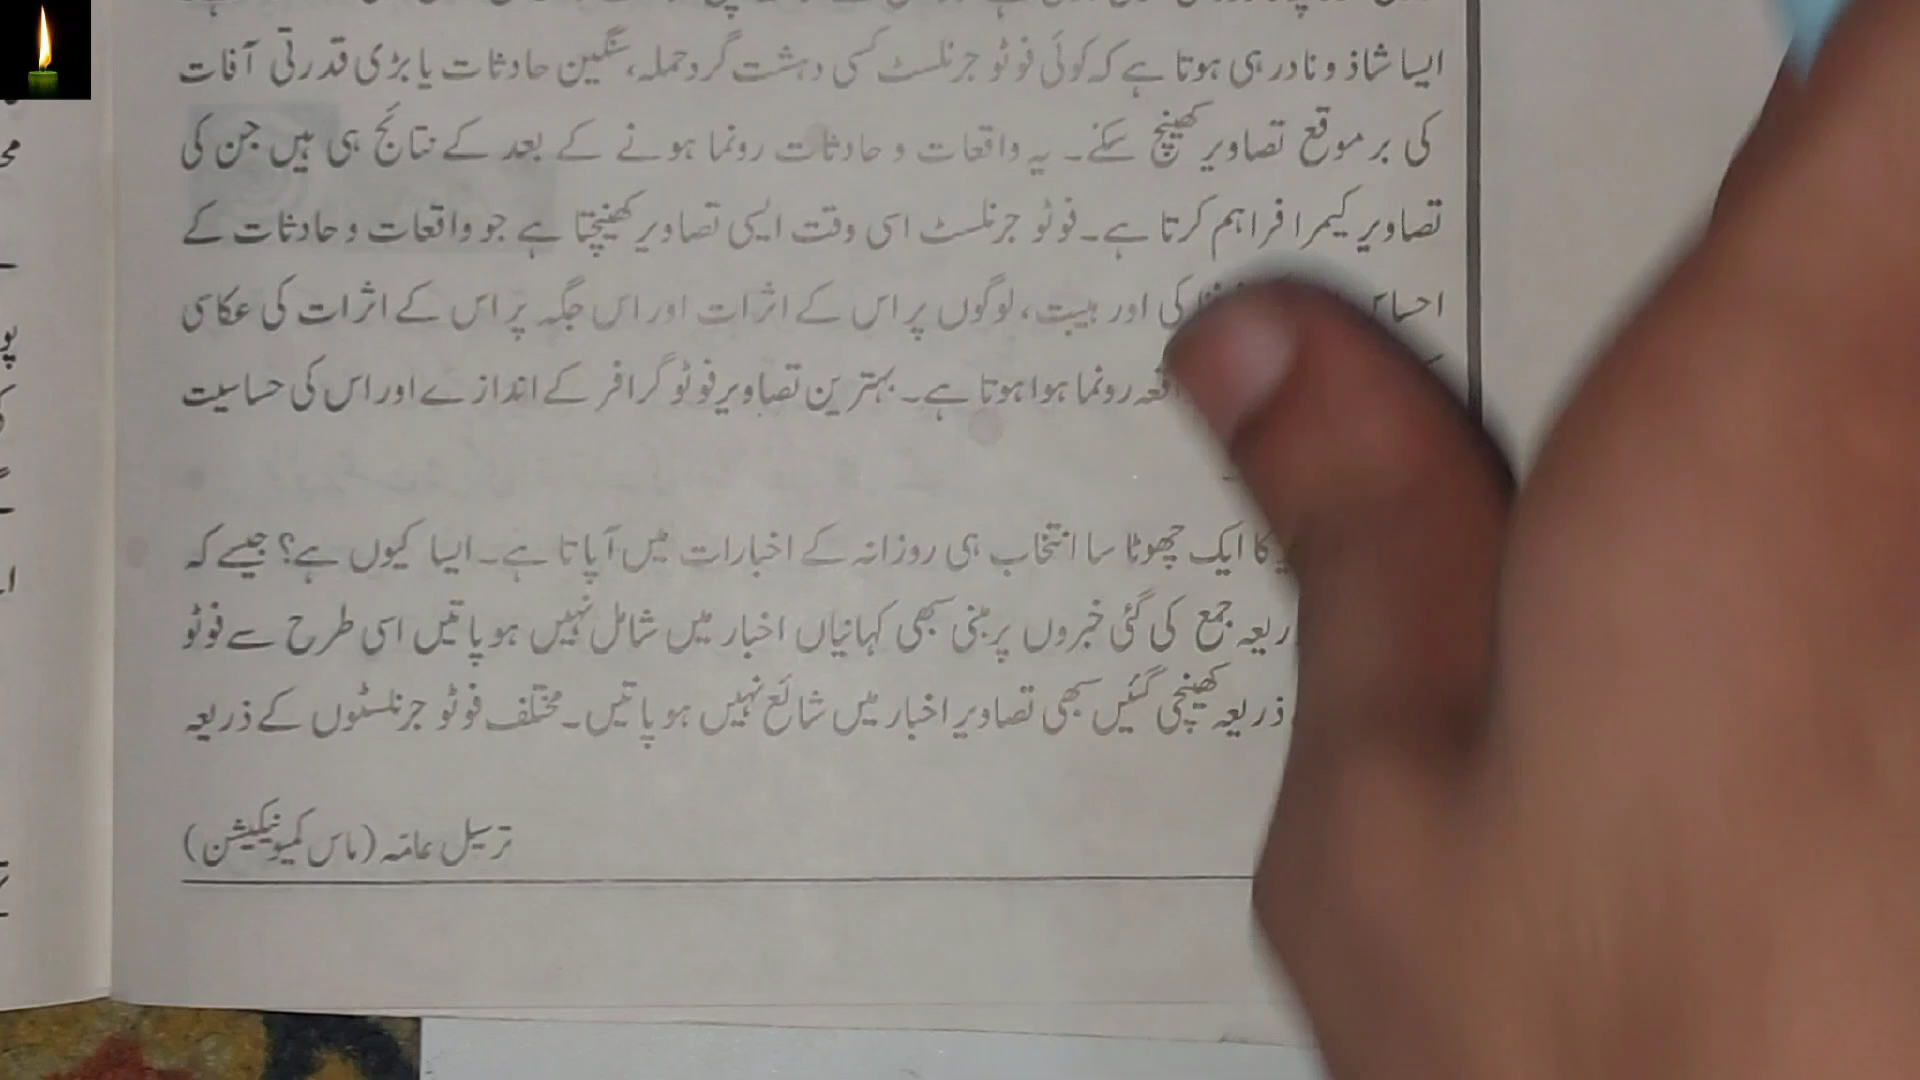 ایسا شاذ و نادر ہی ہوتا ہے کہ کوئی فوٹو جرنلسٹ کسی دہشت گرد حملہ، سنگین حادثات یا بڑی قدرتی آفات
کی بر موقع تصاویر کھینچ سکے۔ یہ واقعات و حادثات رونما ہونے کے بعد کے نتائج ہی ہیں جن کی
تصاویر کیمرا فراہم کرتا ہے۔ فوٹو جرنلسٹ اسی وقت ایسی تصاویر کھینچتا ہے جو واقعات و حادثات کے
احساس کی اور ہیبت، لوگوں پر اس کے اثرات اور اس جگہ پر اس کے اثرات کی عکاسی
رونما ہوا ہوتا ہے۔ بہترین تصاویر فوٹو گرافر کے اندازے اور اس کی حساسیت
کا ایک چھوٹا سا انتخاب ہی روزانہ کے اخبارات میں آپاتا ہے۔ ایسا کیوں ہے؟ جیسے کہ
جمع کی گئی خبروں پر مبنی سبھی کہانیاں اخبار میں شامل نہیں ہو پاتیں اسی طرح سے فوٹو
ذریعہ کھینچی گئیں سبھی تصاویر اخبار میں شائع نہیں ہو پاتیں۔ مختلف فوٹو جرنلسٹوں کے ذریعہ
ترسیل عامّہ (ماس کمیونیکیشن)